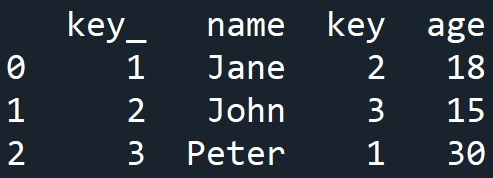 key_ name key age
0 1 Jane 2 18
1 2 John 3 15
2 3 Peter 1 30